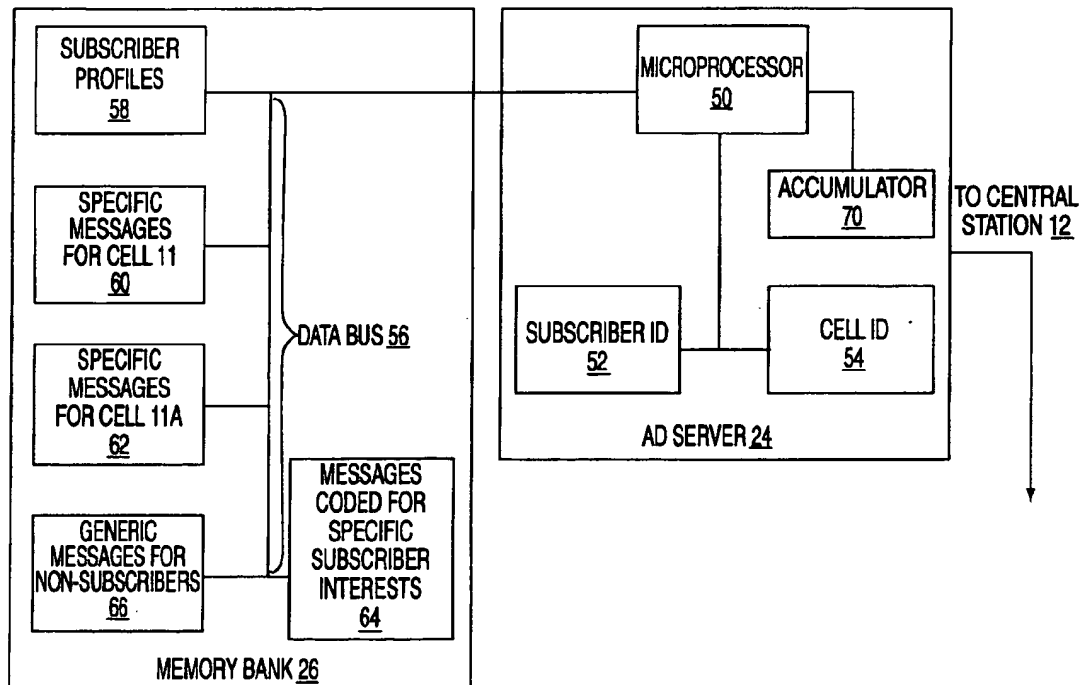 SUBSCRIBER
PROFILES
58
SPECIFIC
MESSAGES
FOR CELL 11
60
SPECIFIC
MESSAGES
FOR CELL 11A
62
GENERIC
MESSAGES FOR
NON-SUBSCRIBERS
66
DATA BUS 56
MESSAGES
CODED FOR
SPECIFIC
SUBSCRIBER
INTERESTS
64
MEMORY BANK 26
MICROPROCESSOR
50
ACCUMULATOR
70
SUBSCRIBER ID
52
CELL ID
54
AD SERVER 24
TO CENTRAL
STATION 12